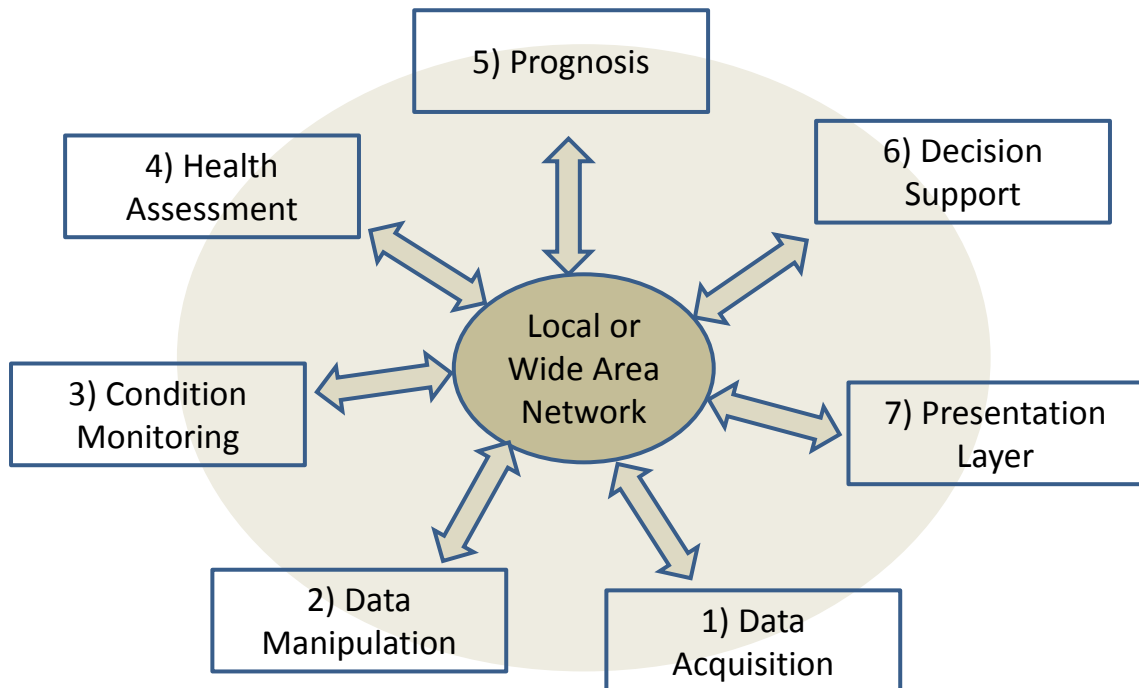 5) Prognosis
4) Health
Assessment
6) Decision
Support
Local or
Wide Area
Network
3) Condition
Monitoring
7) Presentation
Layer
2) Data
Manipulation
1) Data
Acquisition